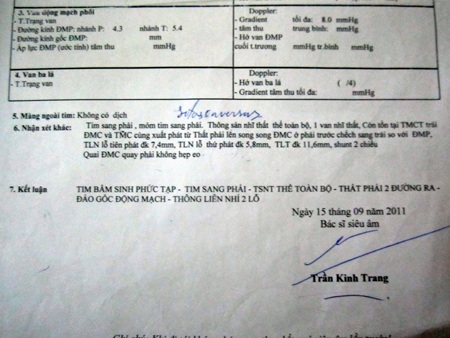 3. Van động mạch phổi
- T.Trạng van
- Đường kính ĐMP: nhánh P: 4.3 nhánh T: 5.4
- Đường kính gốc ĐMP: mm
- Áp lực ĐMP (ước tính) tâm thu mmHg
Doppler:
- Gradient tối đa: 8.0 mmHg
- tâm thu trung bình: mmHg
- Hở van ĐMP
cuối t.trương mmHg tr.bình mmHg
4. Van ba lá
- T.Trạng van
Doppler:
- Hở van ba lá ( /4)
- Gradient tâm thu tối đa: mmHg
5. Màng ngoài tim: Không có dịch
6. Nhận xét khác: Tim sang phải , mỏm tim sang phải. Thông sàn nhĩ thất thể toàn bộ, 1 van nhĩ thất, Còn tồn tại TMCT trái
ĐMC và TMC cùng xuất phát từ Thất phải lên song song ĐMC ở phải trước chếch sang trái so với ĐMP,
TLN lỗ tiên phát đk 7,4mm, TLN lỗ thứ phát đk 5,8mm, TLT đk 11,6mm, shunt 2 chiều
Quai ĐMC quay phải không hẹp eo
7. Kết luận TIM BẨM SINH PHỨC TẠP - TIM SANG PHẢI - TSNT THỂ TOÀN BỘ - THẤT PHẢI 2 ĐƯỜNG RA -
ĐẢO GỐC ĐỘNG MẠCH - THÔNG LIÊN NHĨ 2 LỖ
Ngày 15 tháng 09 năm 2011
Bác sĩ siêu âm
Trần Kinh Trang